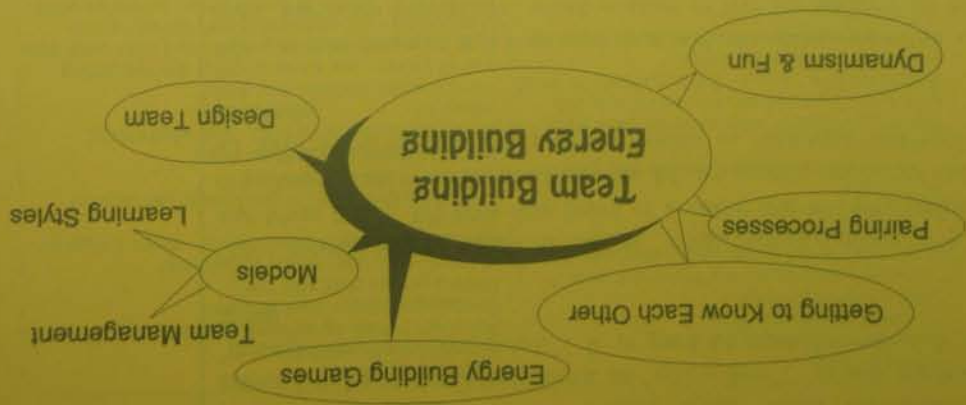 Energy Building Games
Getting to Know Each Other
Team Management
Models
Pairing Processes
Learning Styles
Team Building
Energy Building
Design Team
Dynamism & Fun